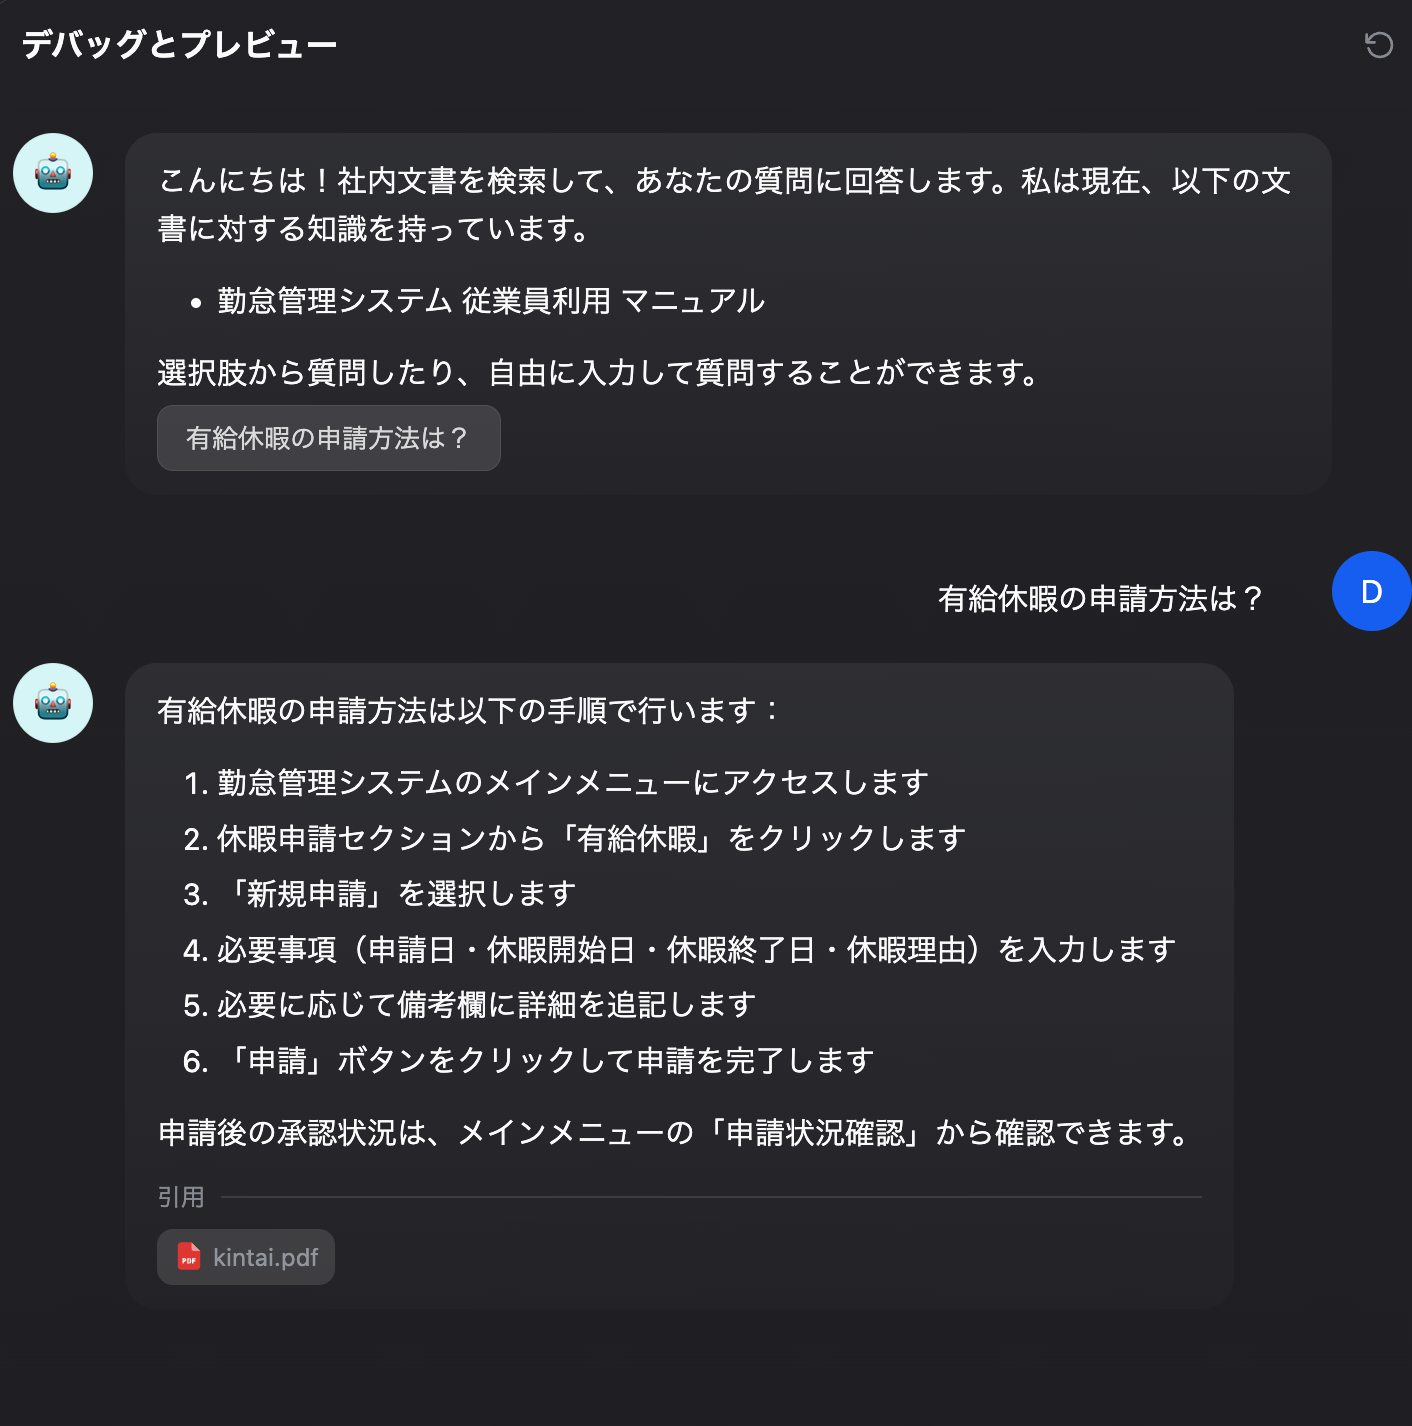 デバッグとプレビュー
こんにちは！社内文書を検索して、あなたの質問に回答します。私は現在、以下の文
書に対する知識を持っています。
• 勤怠管理システム 従業員利用 マニュアル
選択肢から質問したり、自由に入力して質問することができます。
有給休暇の申請方法は？
有給休暇の申請方法は？
D
有給休暇の申請方法は以下の手順で行います：
1. 勤怠管理システムのメインメニューにアクセスします
2. 休暇申請セクションから「有給休暇」をクリックします
3. 「新規申請」を選択します
4. 必要事項（申請日・休暇開始日・休暇終了日・休暇理由）を入力します
5. 必要に応じて備考欄に詳細を追記します
6. 「申請」ボタンをクリックして申請を完了します
申請後の承認状況は、メインメニューの「申請状況確認」から確認できます。
引用
PDF kintai.pdf